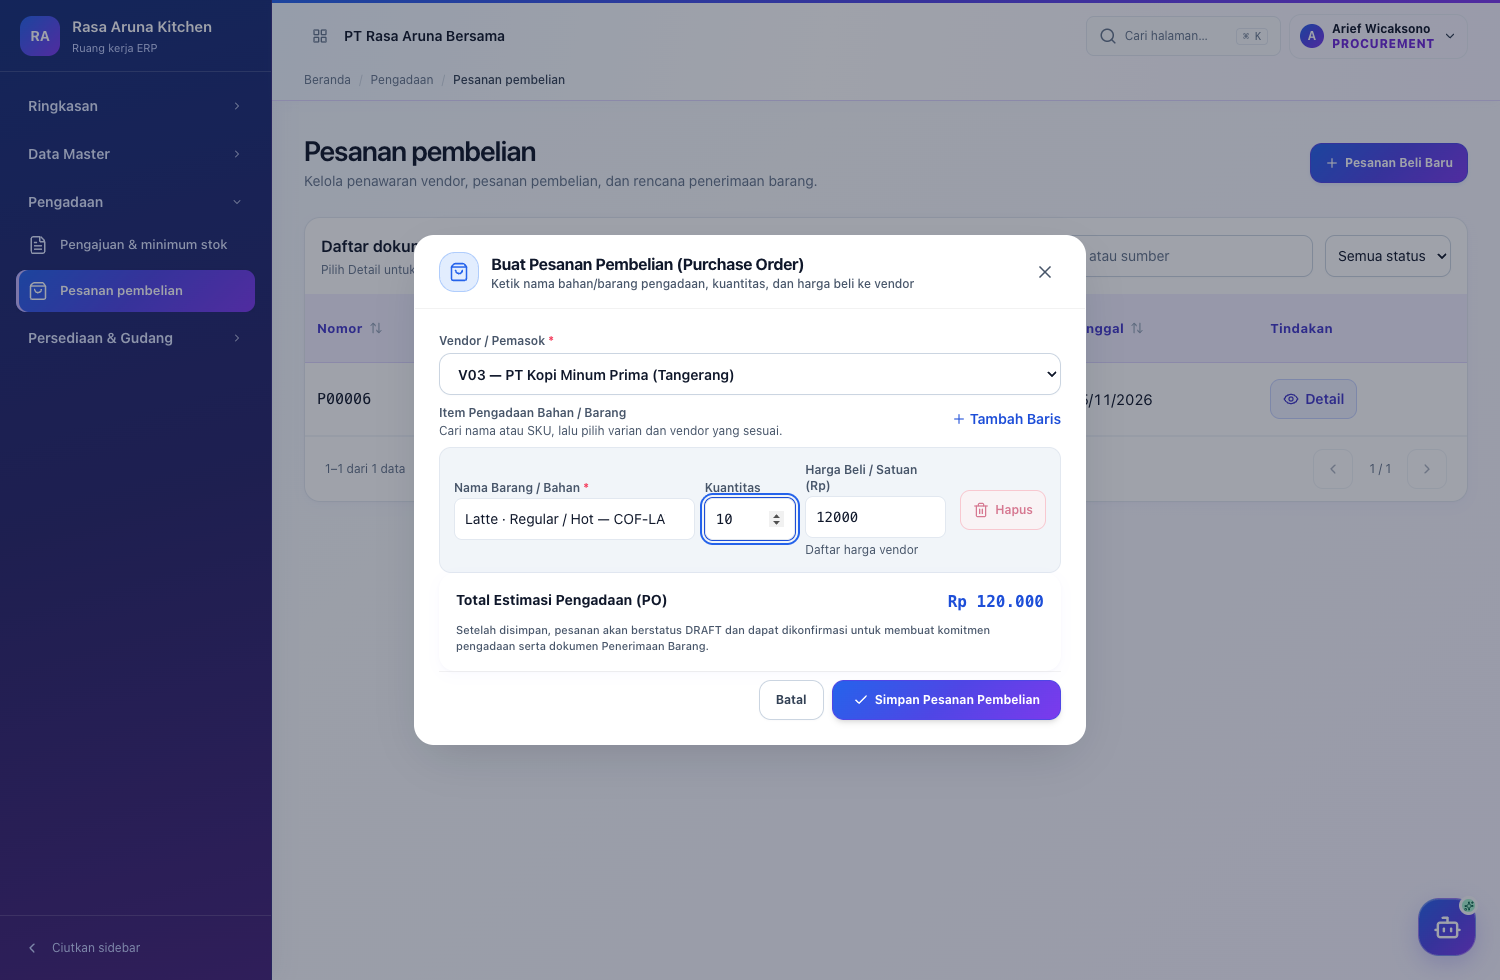 RA
Rasa Aruna Kitchen
Ruang kerja ERP
Ringkasan
Data Master
Pengadaan
Pengajuan & minimum stok
Pesanan pembelian
Persediaan & Gudang
Ciutkan sidebar
PT Rasa Aruna Bersama
Cari halaman...
⌘ K
A
Arief Wicaksono
PROCUREMENT
Beranda / Pengadaan / Pesanan pembelian
Pesanan pembelian
Kelola penawaran vendor, pesanan pembelian, dan rencana penerimaan barang.
+ Pesanan Beli Baru
Daftar
Pilih Detail untuk
atau sumber
Semua status
Nomor
Tindakan
P00006
/11/2026
Detail
1–1 dari 1 data
1 / 1
Buat Pesanan Pembelian (Purchase Order)
Ketik nama bahan/barang pengadaan, kuantitas, dan harga beli ke vendor
Vendor / Pemasok *
V03 — PT Kopi Minum Prima (Tangerang)
Item Pengadaan Bahan / Barang
Cari nama atau SKU, lalu pilih varian dan vendor yang sesuai.
+ Tambah Baris
Nama Barang / Bahan *
Latte · Regular / Hot — COF-LA
Kuantitas
10
Harga Beli / Satuan
(Rp)
12000
Daftar harga vendor
Hapus
Total Estimasi Pengadaan (PO)
Rp 120.000
Setelah disimpan, pesanan akan berstatus DRAFT dan dapat dikonfirmasi untuk membuat komitmen
pengadaan serta dokumen Penerimaan Barang.
Batal
Simpan Pesanan Pembelian